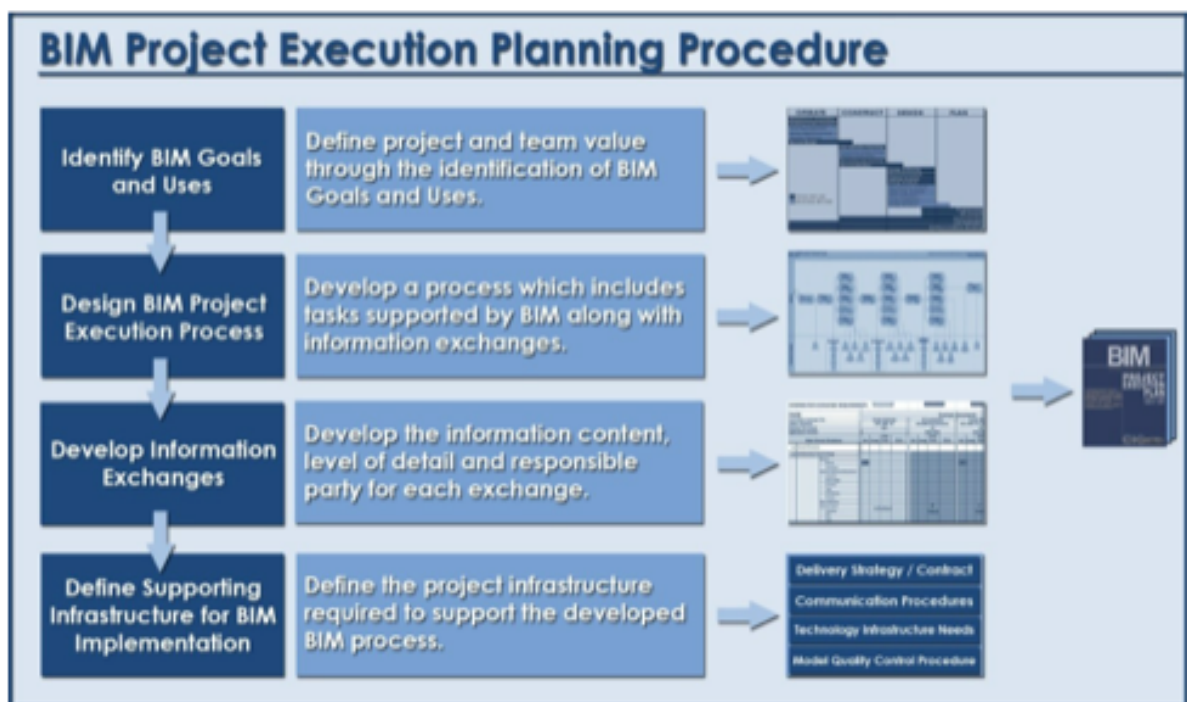 BIM Project Execution Planning Procedure
Identify BIM Goals
and Uses
Define project and team value
through the identification of BIM
Goals and Uses.
Design BIM Project
Execution Process
Develop a process which includes
tasks supported by BIM along with
information exchanges.
Develop Information
Exchanges
Develop the information content,
level of detail and responsible
party for each exchange.
Define Supporting
Infrastructure for BIM
Implementation
Define the project infrastructure
required to support the developed
BIM process.
Delivery Strategy / Contract
Communication Procedures
Technology Infrastructure Needs
Model Quality Control Procedure
BIM
PROJECT
EXECUTION
PLAN